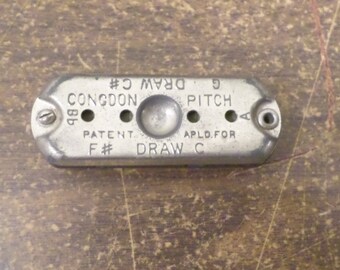 G DRAW C#
CONGDON PITCH
Bb A
PATENT APLD.FOR
F# DRAW C